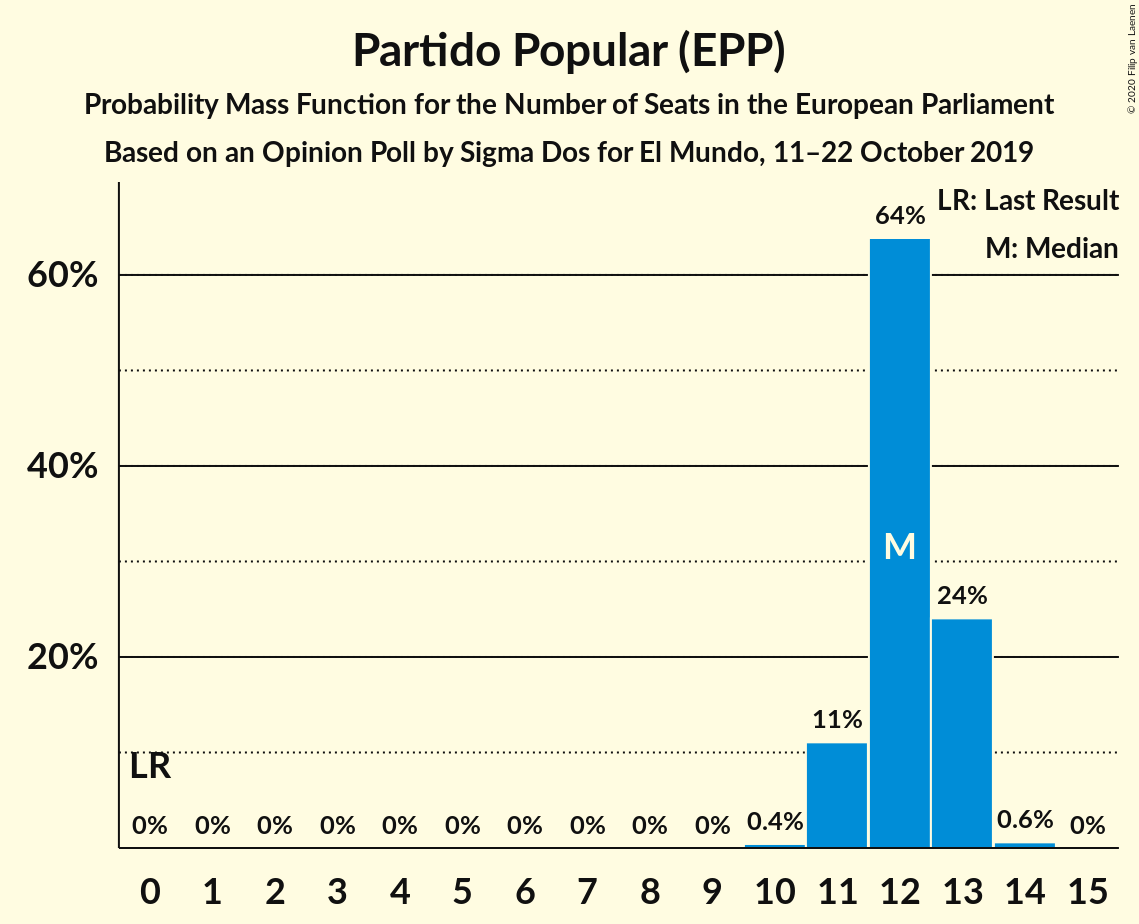 Partido Popular (EPP)
Probability Mass Function for the Number of Seats in the European Parliament
Based on an Opinion Poll by Sigma Dos for El Mundo, 11–22 October 2019
© 2020 Filip van Laenen
LR: Last Result
M: Median
60%
40%
20%
64%
M
24%
11%
LR
0% 0% 0% 0% 0% 0% 0% 0% 0% 0% 0.4% 0.6% 0%
0 1 2 3 4 5 6 7 8 9 10 11 12 13 14 15